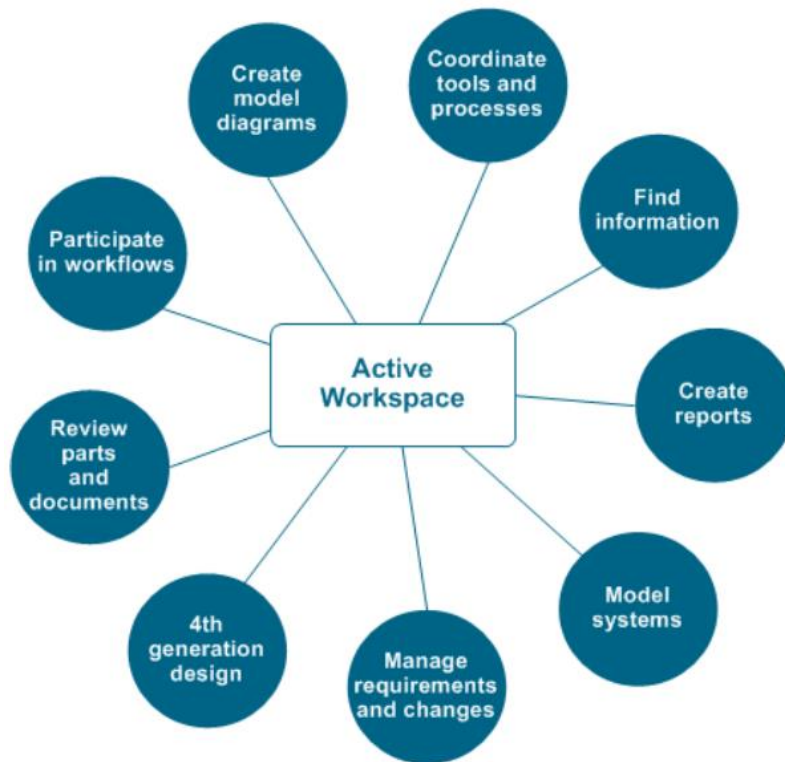 Create
model
diagrams
Coordinate
tools and
processes
Find
information
Participate
in workflows
Active
Workspace
Create
reports
Review
parts
and
documents
Model
systems
4th
generation
design
Manage
requirements
and changes